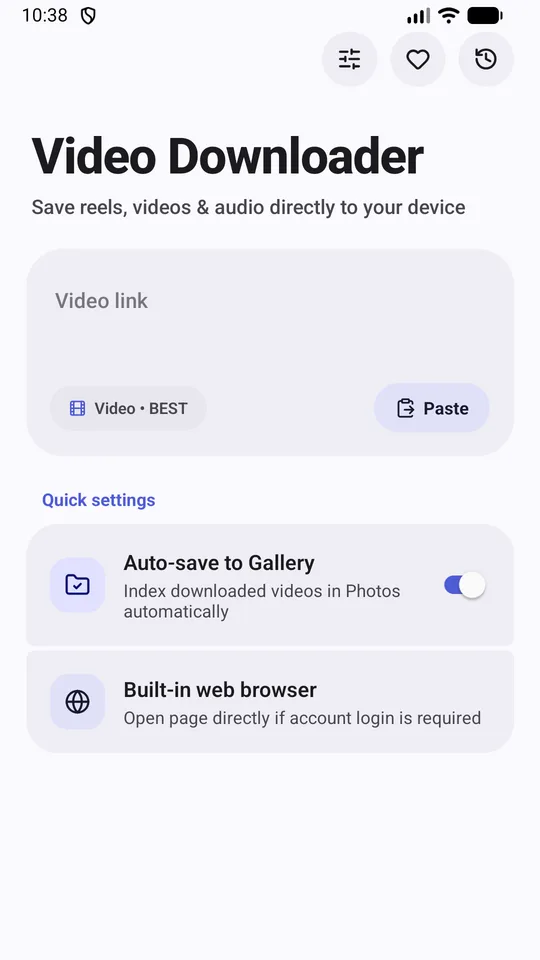 10:38
Video Downloader
Save reels, videos & audio directly to your device
Video link
Video • BEST
Paste
Quick settings
Auto-save to Gallery
Index downloaded videos in Photos
automatically
Built-in web browser
Open page directly if account login is required